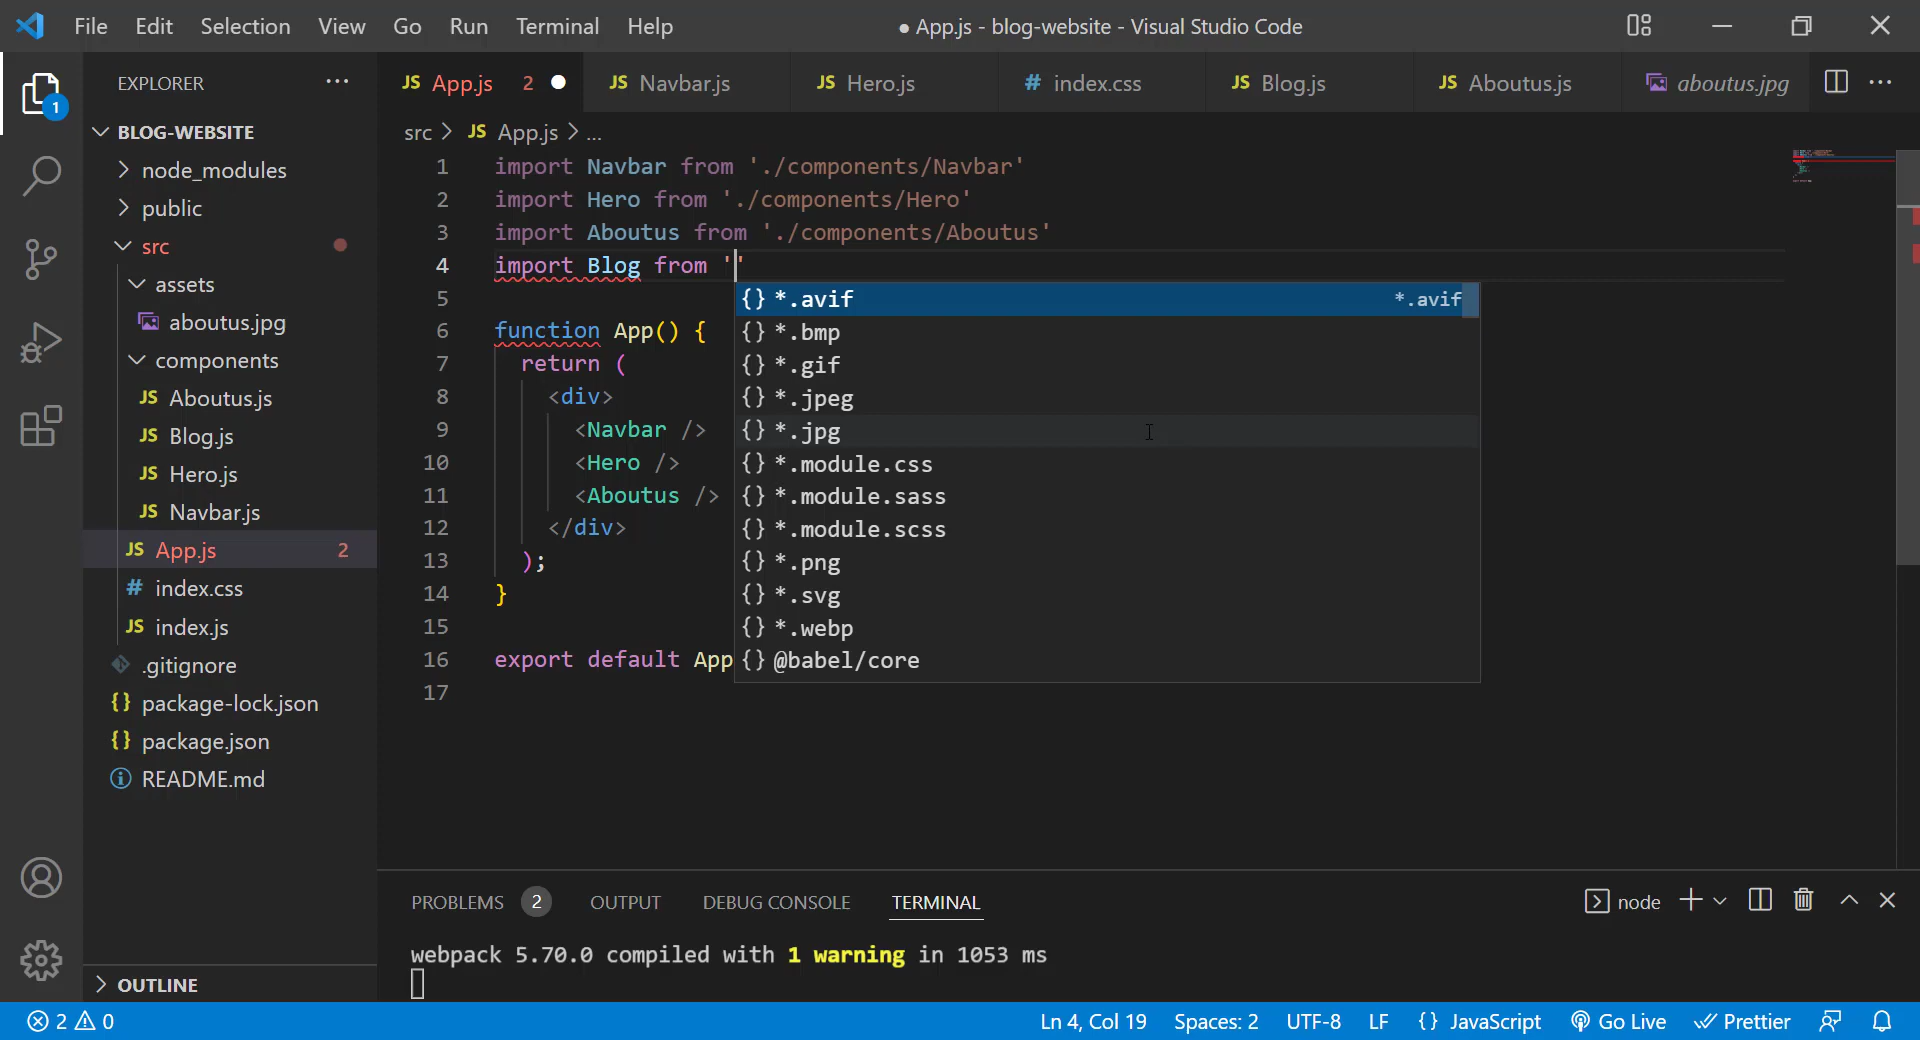 File Edit Selection View Go Run Terminal Help ● App.js - blog-website - Visual Studio Code
EXPLORER ···
JS App.js 2 ● JS Navbar.js JS Hero.js # index.css JS Blog.js JS Aboutus.js aboutus.jpg ···
1
BLOG-WEBSITE
node_modules
public
src
assets
aboutus.jpg
components
JS Aboutus.js
JS Blog.js
JS Hero.js
JS Navbar.js
JS App.js 2
# index.css
JS index.js
.gitignore
{} package-lock.json
{} package.json
README.md
OUTLINE
src > JS App.js > ...
1 import Navbar from './components/Navbar'
2 import Hero from './components/Hero'
3 import Aboutus from './components/Aboutus'
4 import Blog from ''
5
6 function App() {
7 return (
8 <div>
9 <Navbar />
10 <Hero />
11 <Aboutus />
12 </div>
13 );
14 }
15
16 export default App
17
{} *.avif *.avif
{} *.bmp
{} *.gif
{} *.jpeg
{} *.jpg
{} *.module.css
{} *.module.sass
{} *.module.scss
{} *.png
{} *.svg
{} *.webp
{} @babel/core
PROBLEMS 2 OUTPUT DEBUG CONSOLE TERMINAL node
webpack 5.70.0 compiled with 1 warning in 1053 ms
2 0 Ln 4, Col 19 Spaces: 2 UTF-8 LF {} JavaScript Go Live Prettier